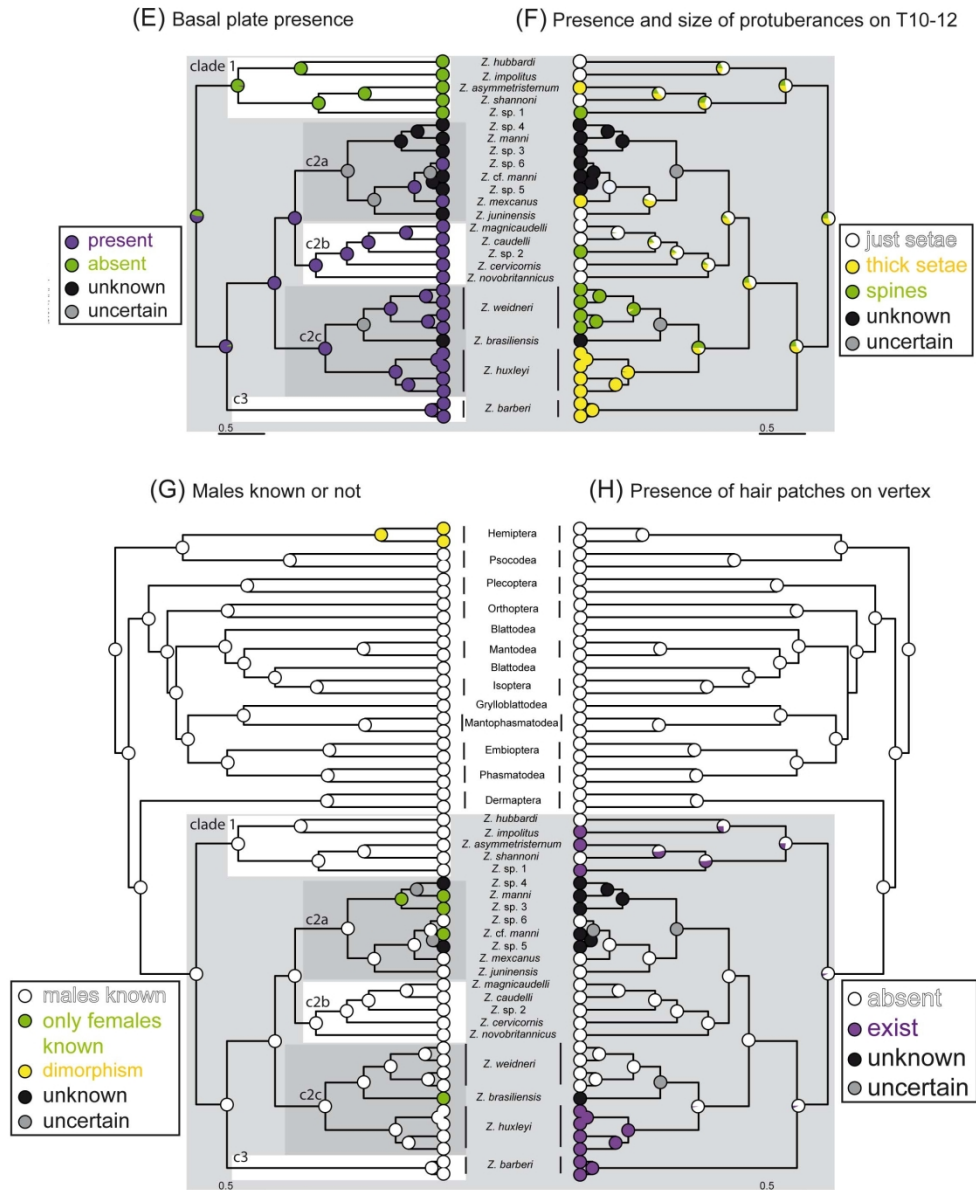 (E) Basal plate presence
(F) Presence and size of protuberances on T10-12
clade 1
c2a
c2b
c2c
c3
0.5
present
absent
unknown
uncertain
Z. hubbardi
Z. impolitus
Z. asymmetristernum
Z. shannoni
Z. sp. 1
Z. sp. 4
Z. manni
Z. sp. 3
Z. sp. 6
Z. cf. manni
Z. sp. 5
Z. mexcanus
Z. juninensis
Z. magnicaudelli
Z. caudelli
Z. sp. 2
Z. cervicornis
Z. novobritannicus
Z. weidneri
Z. brasiliensis
Z. huxleyi
Z. barberi
just setae
thick setae
spines
unknown
uncertain
0.5
(G) Males known or not
(H) Presence of hair patches on vertex
Hemiptera
Psocodea
Plecoptera
Orthoptera
Blattodea
Mantodea
Blattodea
Isoptera
Grylloblattodea
Mantophasmatodea
Embioptera
Phasmatodea
Dermaptera
clade 1
c2a
c2b
c2c
c3
0.5
males known
only females
known
dimorphism
unknown
uncertain
Z. hubbardi
Z. impolitus
Z. asymmetristernum
Z. shannoni
Z. sp. 1
Z. sp. 4
Z. manni
Z. sp. 3
Z. sp. 6
Z. cf. manni
Z. sp. 5
Z. mexcanus
Z. juninensis
Z. magnicaudelli
Z. caudelli
Z. sp. 2
Z. cervicornis
Z. novobritannicus
Z. weidneri
Z. brasiliensis
Z. huxleyi
Z. barberi
absent
exist
unknown
uncertain
0.5